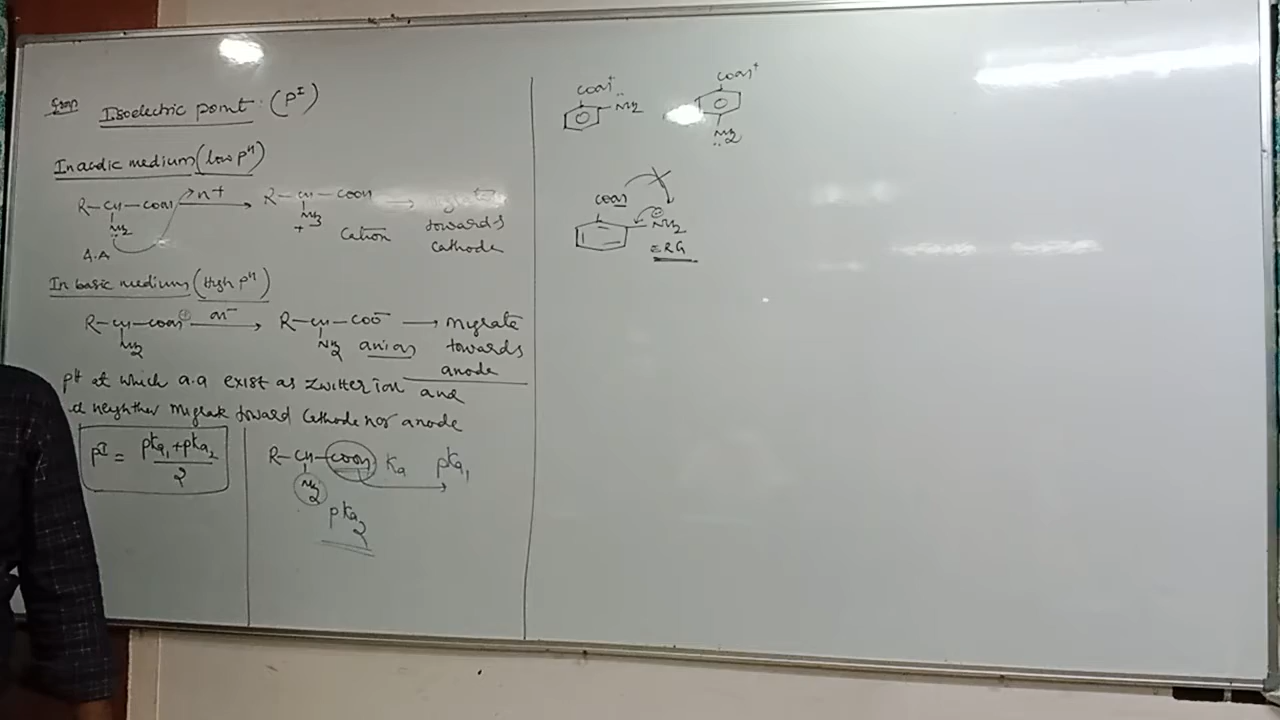 Isoelectric point : (pI)
In acidic medium (low pH)
R-CH-COOH H+ R-CH-COOH
NH2 NH3
+ Cation towards
A.A cathode
In basic medium (High pH)
R-CH-COOH OH- R-CH-COO- → migrate
NH2 NH2 anion towards
anode
pH at which a.a exist as zwitter ion and
neighther migrate toward cathode nor anode
pI = pKa1 + pKa2
2
R-CH-COOH Ka pKa1
NH2
pKa2
COOH
NH2
COOH
NH2
COOH
NH2
ERG